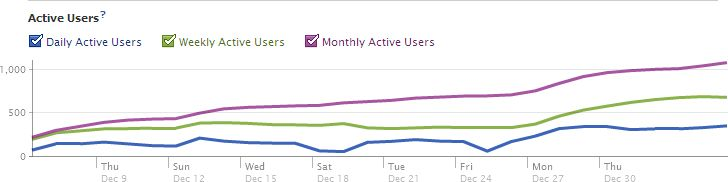 Active Users?
Daily Active Users Weekly Active Users Monthly Active Users
1,000
500
0
Thu Sun Wed Sat Tue Fri Mon Thu
Dec 9 Dec 12 Dec 15 Dec 18 Dec 21 Dec 24 Dec 27 Dec 30